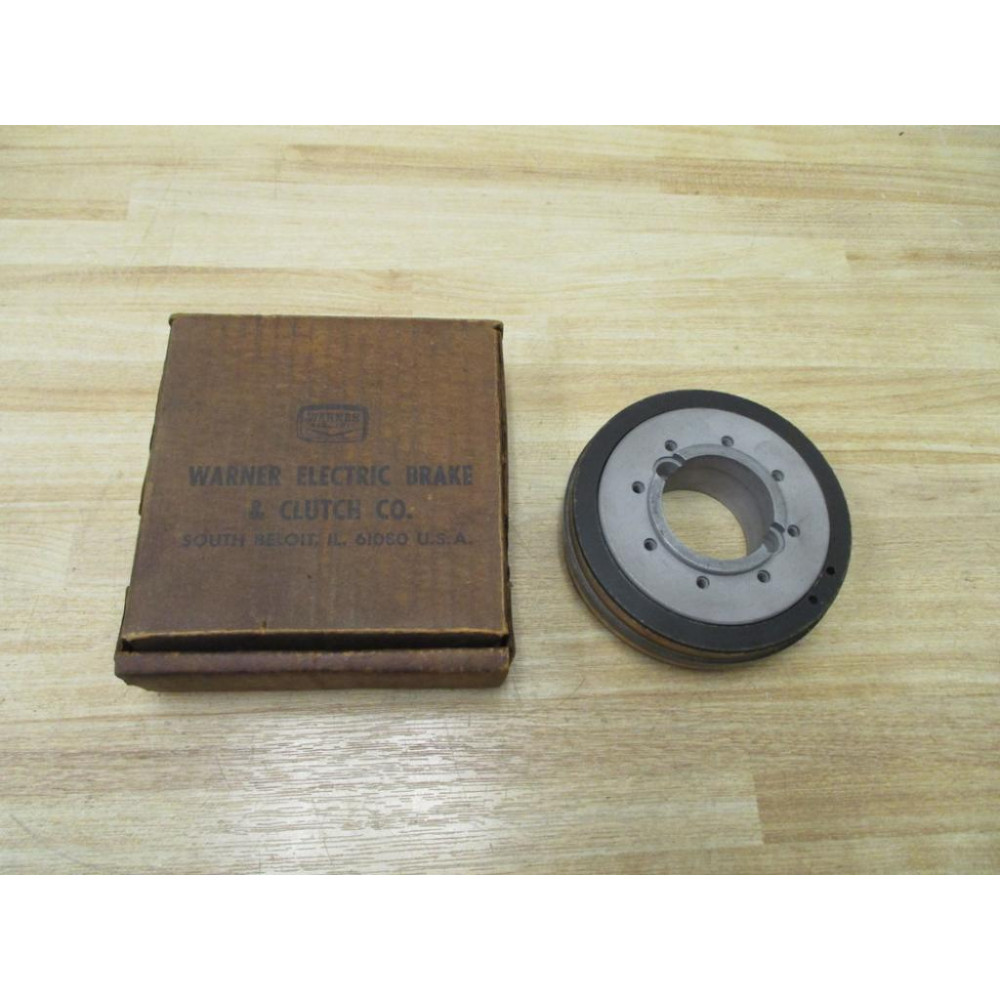 WARNER
WARNER ELECTRIC BRAKE
& CLUTCH CO.
SOUTH BELOIT, IL. 61080 U.S.A.